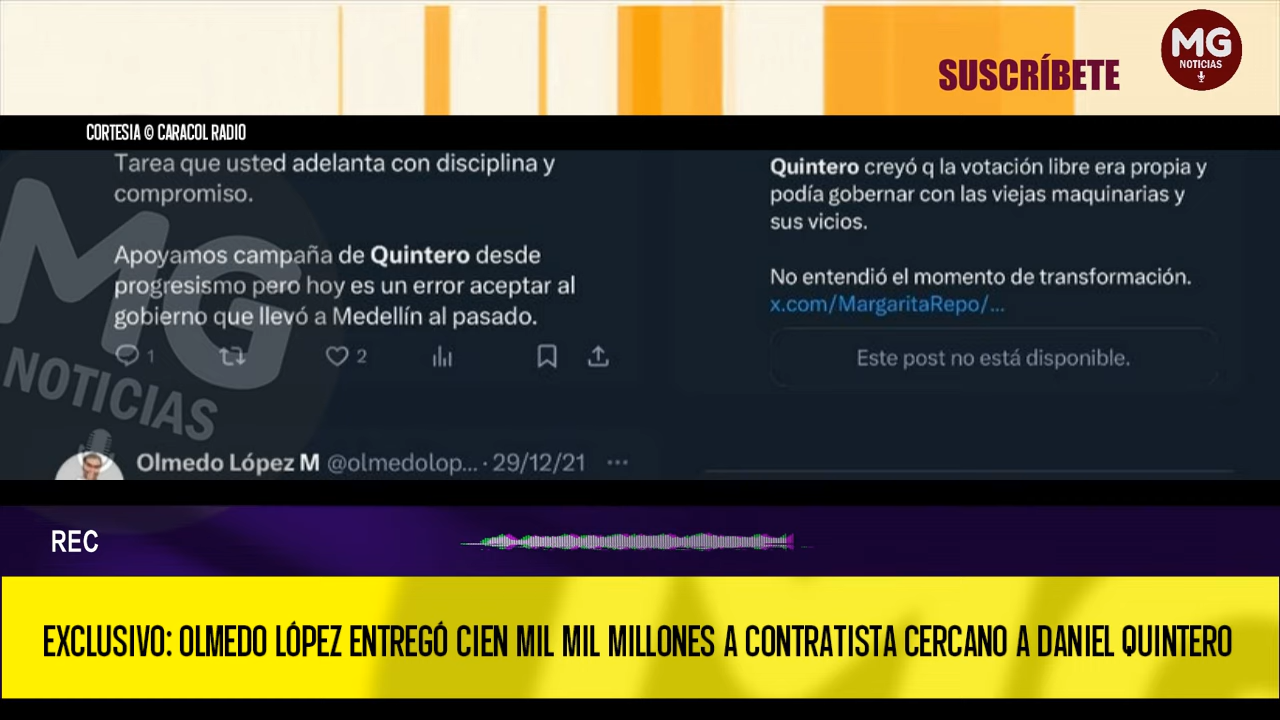 SUSCRÍBETE
MG
NOTICIAS
CORTESIA © CARACOL RADIO
Tarea que usted adelanta con disciplina y
compromiso.
Apoyamos campaña de Quintero desde
progresismo pero hoy es un error aceptar al
gobierno que llevó a Medellín al pasado.
1
2
Olmedo López M @olmedolop... · 29/12/21 ···
Quintero creyó q la votación libre era propia y
podía gobernar con las viejas maquinarias y
sus vicios.
No entendió el momento de transformación.
x.com/MargaritaRepo/...
Este post no está disponible.
MG
NOTICIAS
REC
EXCLUSIVO: OLMEDO LÓPEZ ENTREGÓ CIEN MIL MIL MILLONES A CONTRATISTA CERCANO A DANIEL QUINTERO